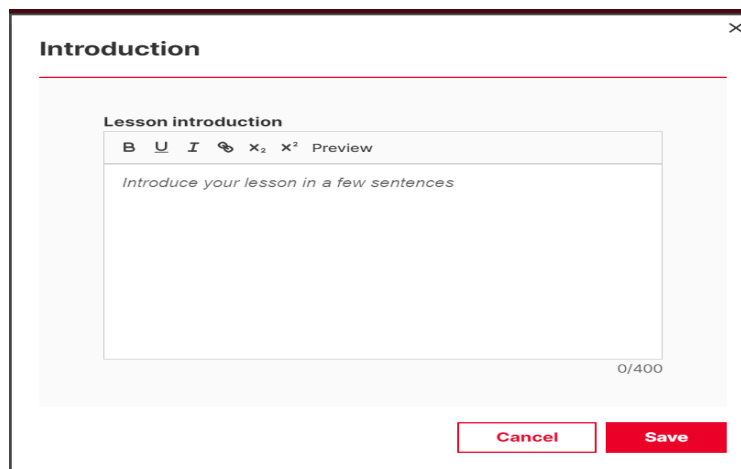 Introduction
Lesson introduction
B U I x₂ x² Preview
Introduce your lesson in a few sentences
0/400
Cancel Save